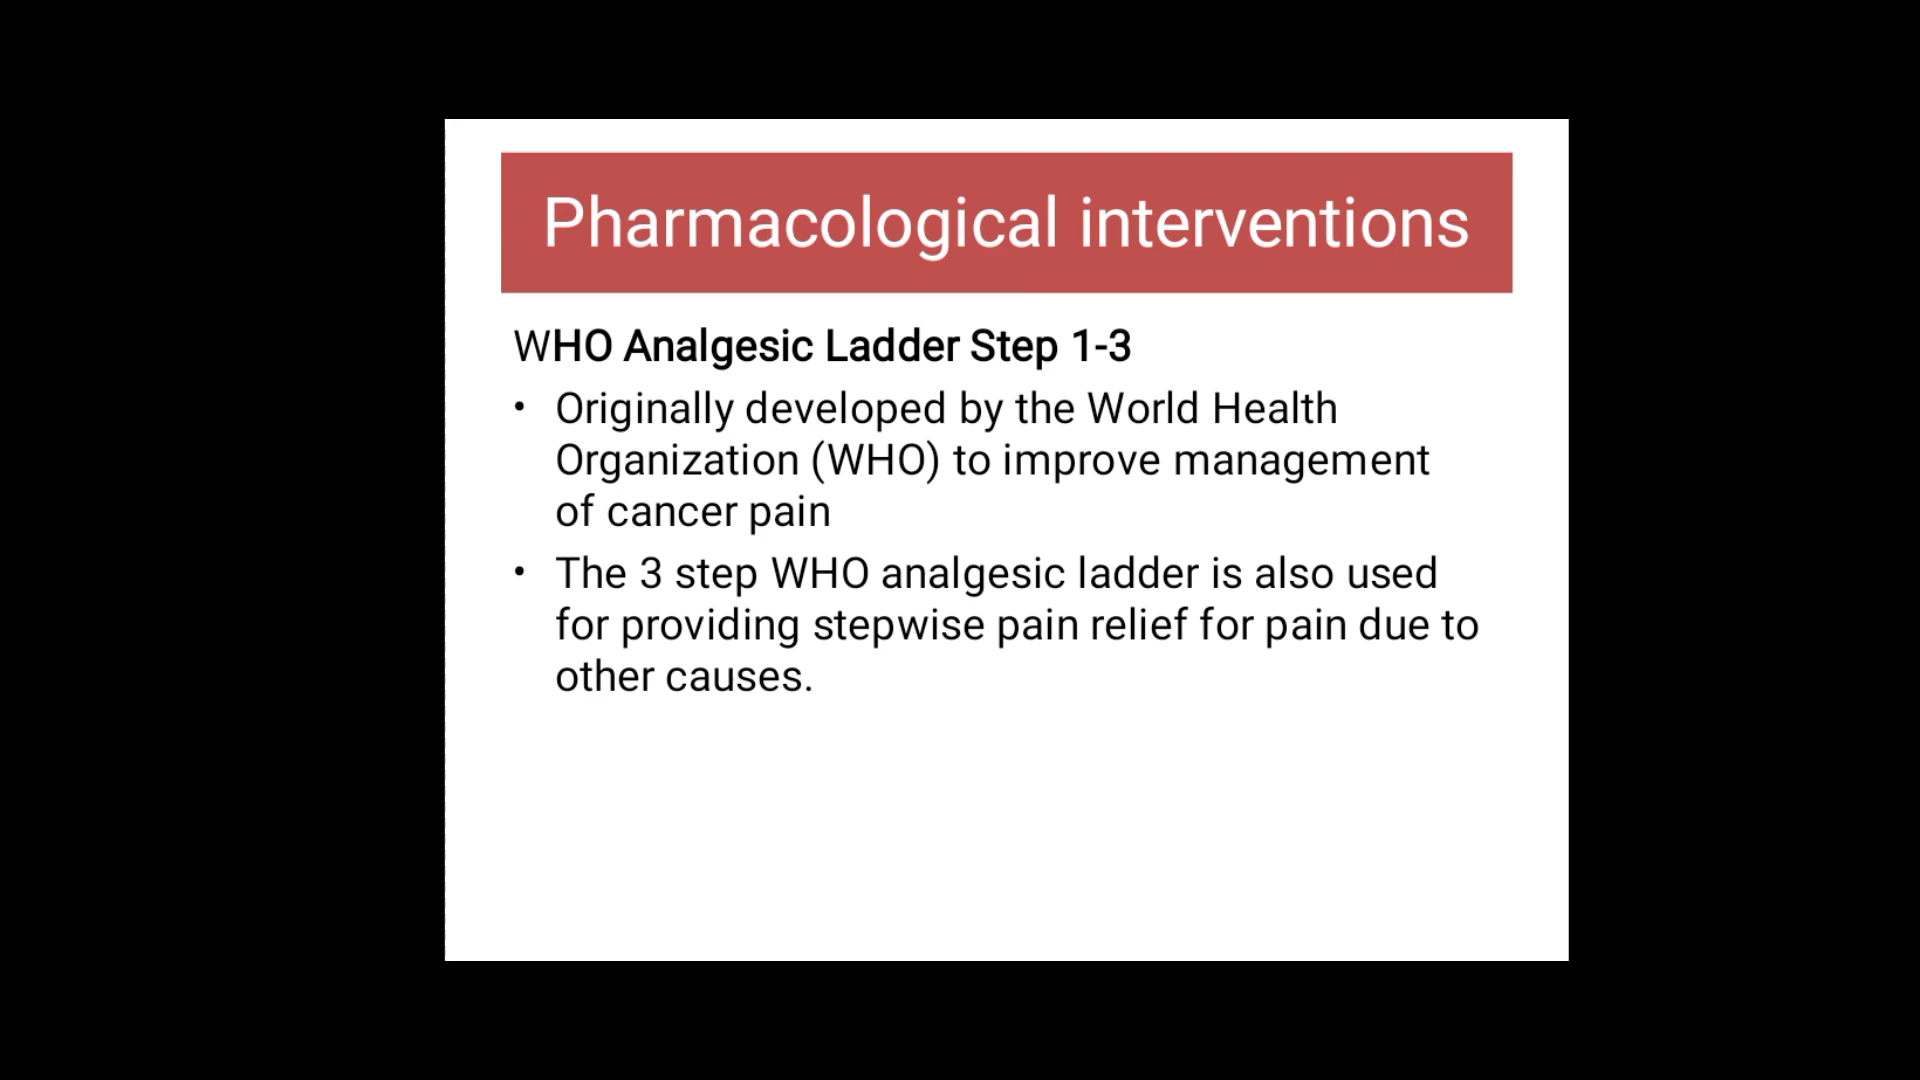 Pharmacological interventions
WHO Analgesic Ladder Step 1-3
• Originally developed by the World Health
Organization (WHO) to improve management
of cancer pain
• The 3 step WHO analgesic ladder is also used
for providing stepwise pain relief for pain due to
other causes.